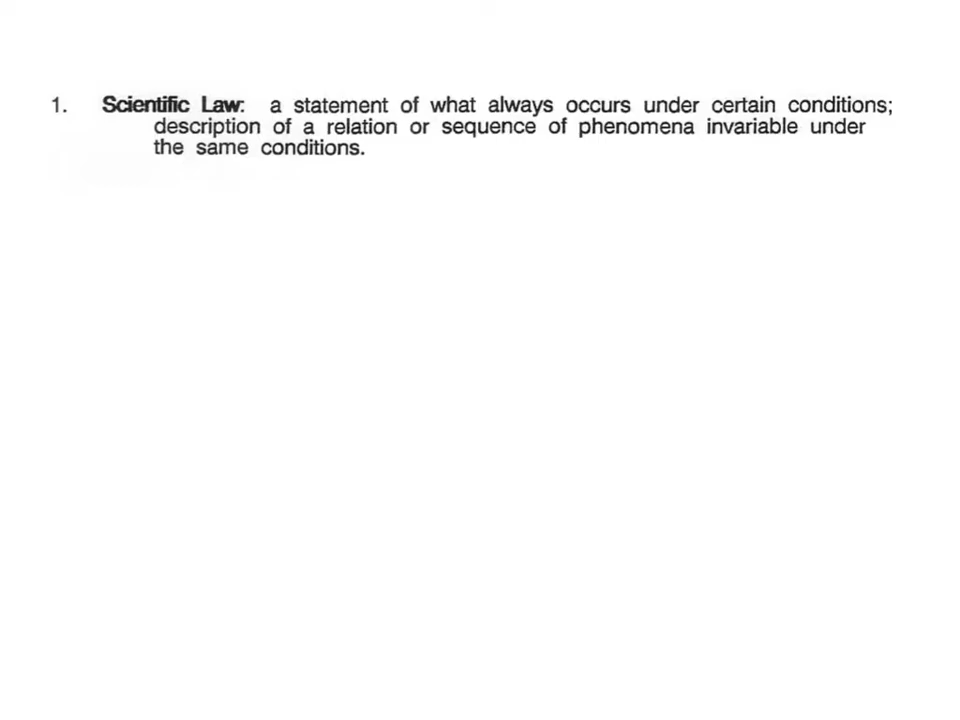 1. Scientific Law: a statement of what always occurs under certain conditions;
description of a relation or sequence of phenomena invariable under
the same conditions.